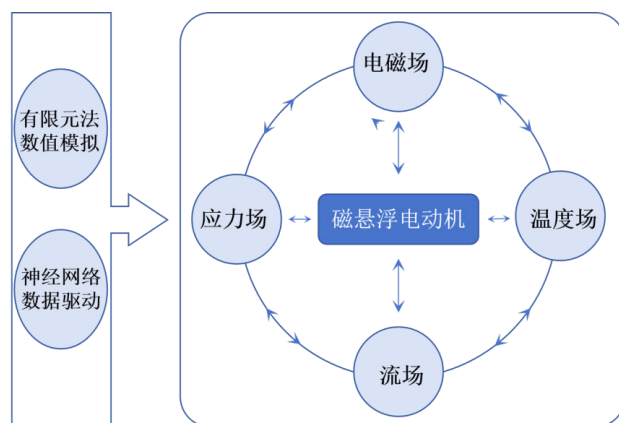 有限元法
数值模拟
神经网络
数据驱动
电磁场
应力场
磁悬浮电动机
温度场
流场